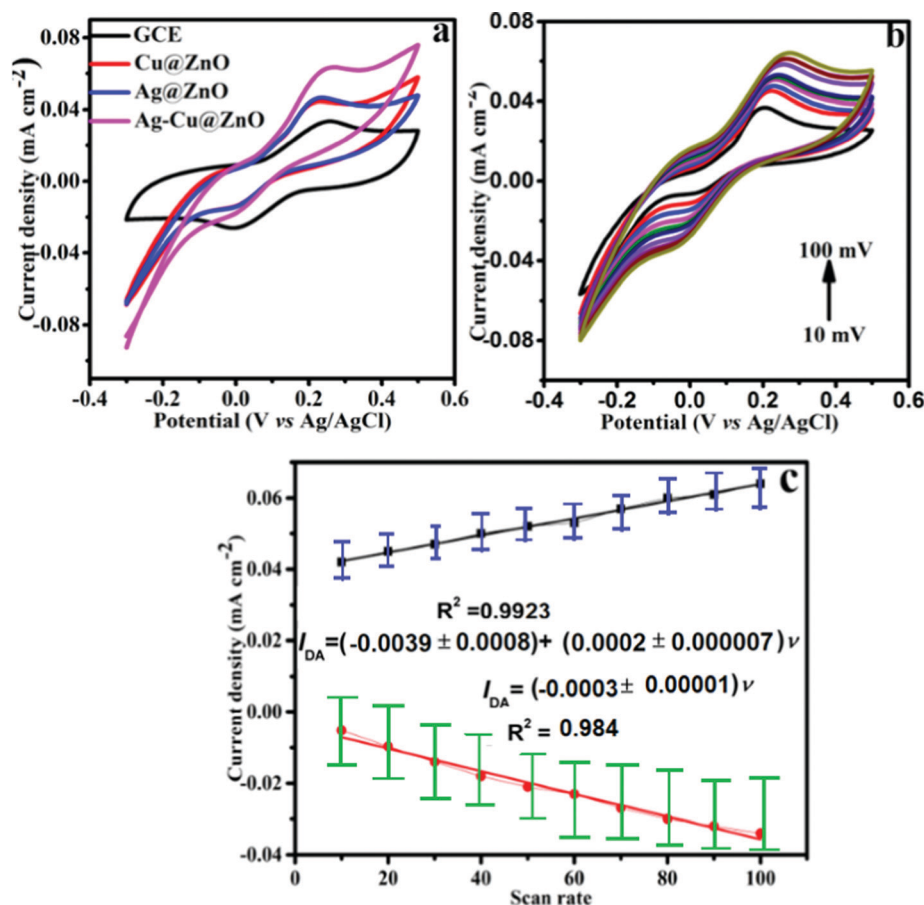 a
GCE
Cu@ZnO
Ag@ZnO
Ag-Cu@ZnO
0.08
0.04
0.00
-0.04
-0.08
Current density (mA cm-2)
-0.4 -0.2 0.0 0.2 0.4 0.6
Potential (V vs Ag/AgCl)
b
0.08
0.04
0.00
-0.04
-0.08
Current density (mA cm-2)
100 mV
10 mV
-0.4 -0.2 0.0 0.2 0.4 0.6
Potential (V vs Ag/AgCl)
c
0.06
0.04
0.02
0.00
-0.02
-0.04
Current density (mA cm-2)
R2 =0.9923
IDA=(-0.0039 ± 0.0008)+ (0.0002 ± 0.000007)ν
IDA= (-0.0003± 0.00001)ν
R2 = 0.984
0 20 40 60 80 100
Scan rate